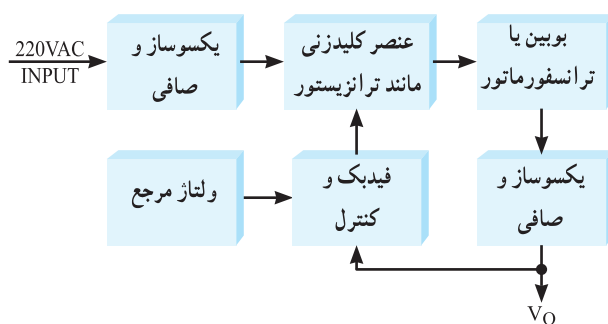 220VAC
INPUT
یکسوساز و
صافی
عنصر کلیدزنی
مانند ترانزیستور
بوبین یا
ترانسفورماتور
ولتاژ مرجع
فیدبک و
کنترل
یکسوساز و
صافی
VO